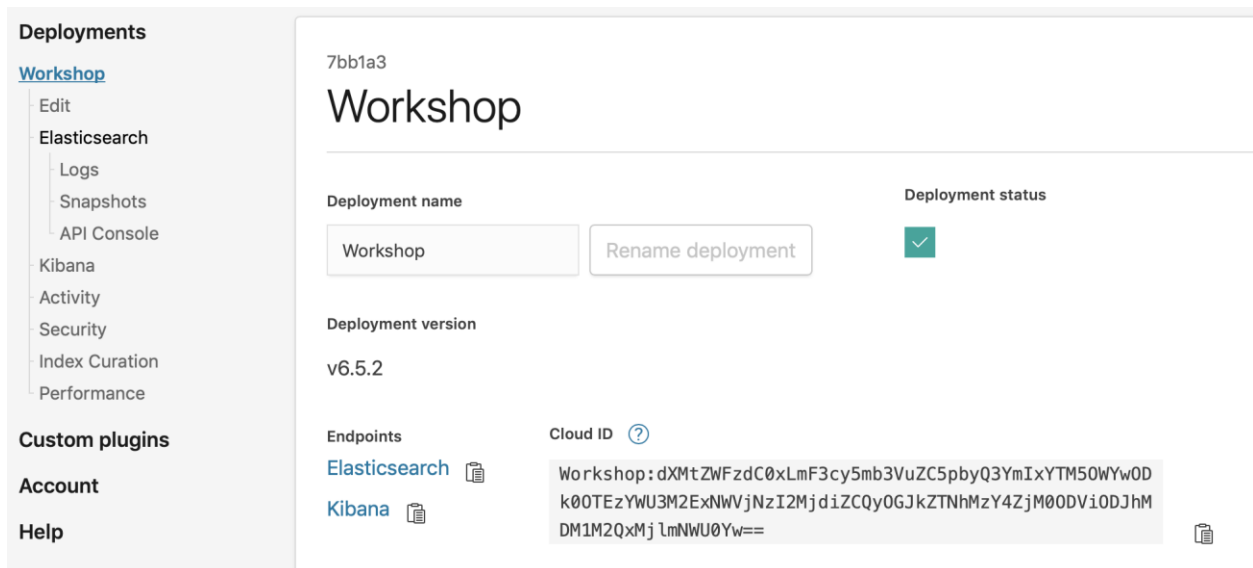 Deployments
Workshop
Edit
Elasticsearch
Logs
Snapshots
API Console
Kibana
Activity
Security
Index Curation
Performance
Custom plugins
Account
Help
7bb1a3
Workshop
Deployment name
Workshop
Rename deployment
Deployment status
Deployment version
v6.5.2
Endpoints
Elasticsearch
Kibana
Cloud ID ?
Workshop:dXMtZWFzdC0xLmF3cy5mb3VuZC5pbyQ3YmIxYTM5OWYwOD
k0OTEzYWU3M2ExNWVjNzI2MjdiZCQyOGJkZTNhMzY4ZjM0ODViODJhM
DM1M2QxMjlmNWU0Yw==